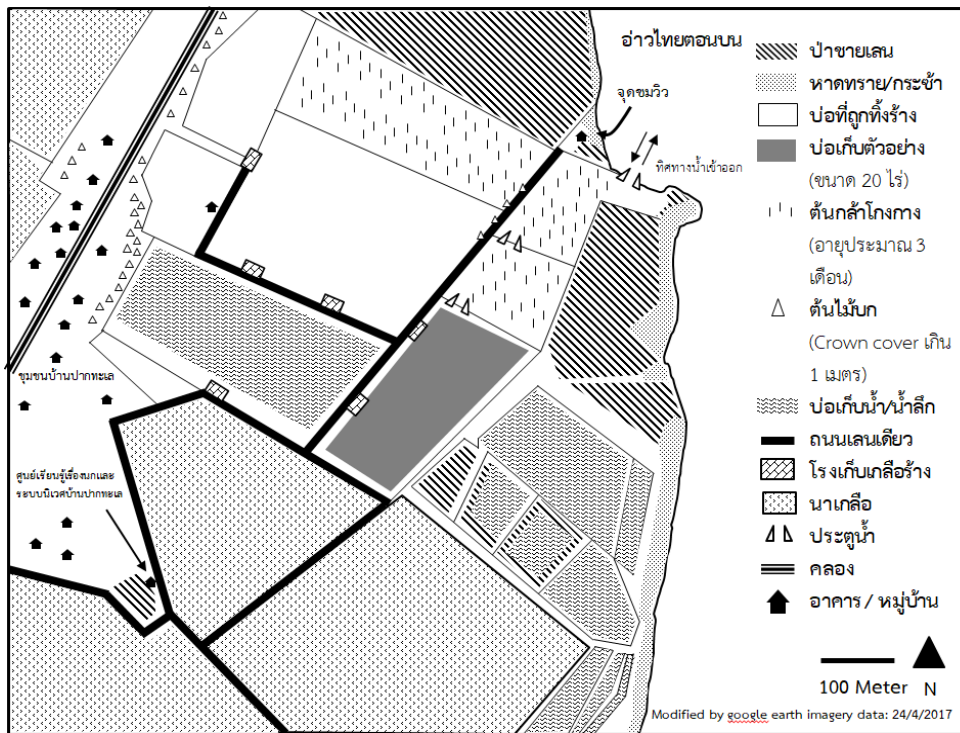 อ่าวไทยตอนบน
จุดชมวิว
ทิศทางน้ำเข้าออก
ชุมชนบ้านปากทะเล
ศูนย์เรียนรู้เรื่องนกและ
ระบบนิเวศบ้านปากทะเล
ป่าชายเลน
หาดทราย/กระซ้า
บ่อที่ถูกทิ้งร้าง
บ่อเก็บตัวอย่าง
(ขนาด 20 ไร่)
ต้นกล้าโกงกาง
(อายุประมาณ 3
เดือน)
ต้นไม้บก
(Crown cover เกิน
1 เมตร)
บ่อเก็บน้ำ/น้ำลึก
ถนนเลนเดียว
โรงเก็บเกลือร้าง
นาเกลือ
ประตูน้ำ
คลอง
อาคาร / หมู่บ้าน
100 Meter N
Modified by google earth imagery data: 24/4/2017